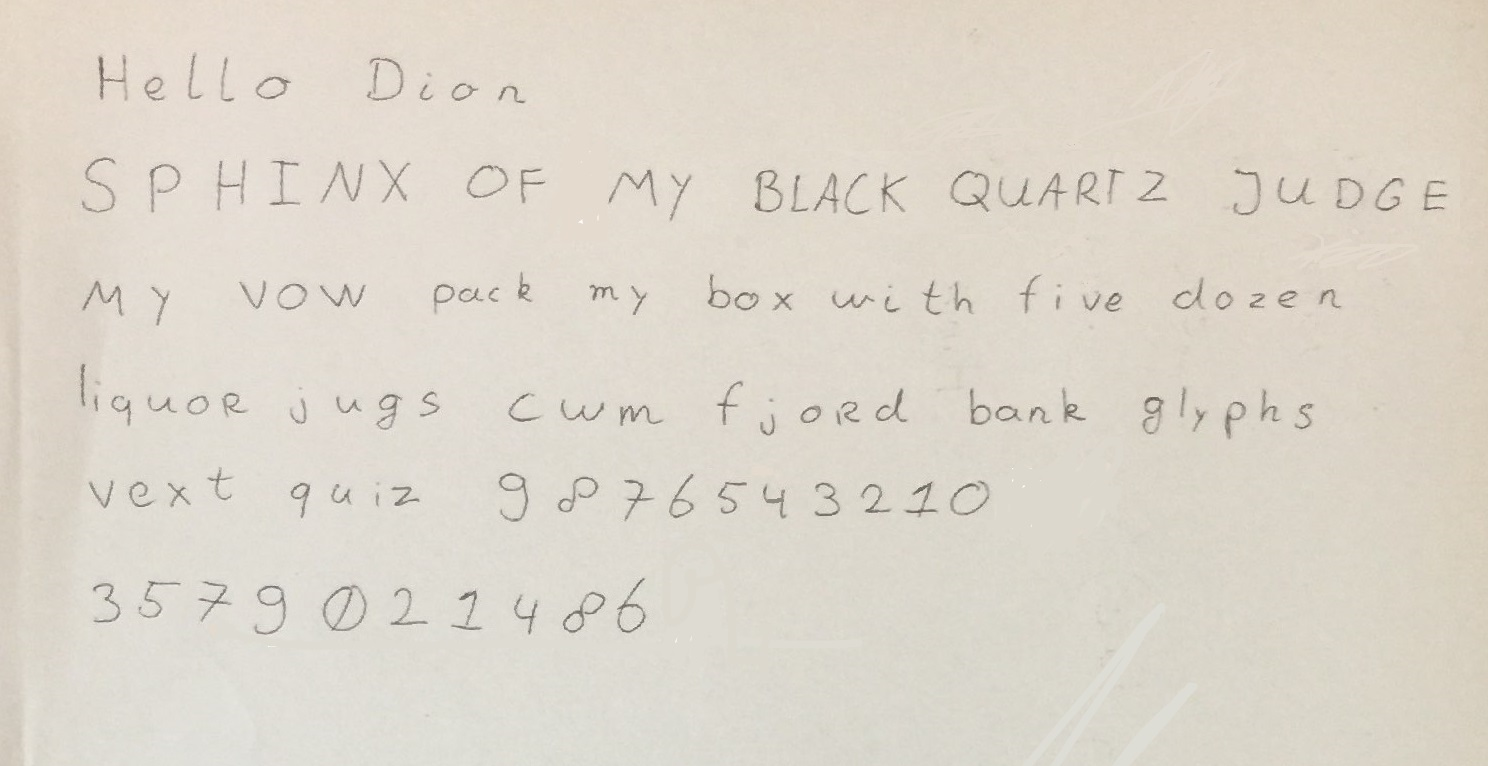 Hello Dion
SPHINX OF MY BLACK QUARTZ JUDGE
MY VOW pack my box with five dozen
liquoR jugs cwm fjoRd bank glyphs
vext quiz 9876543210
3579021486